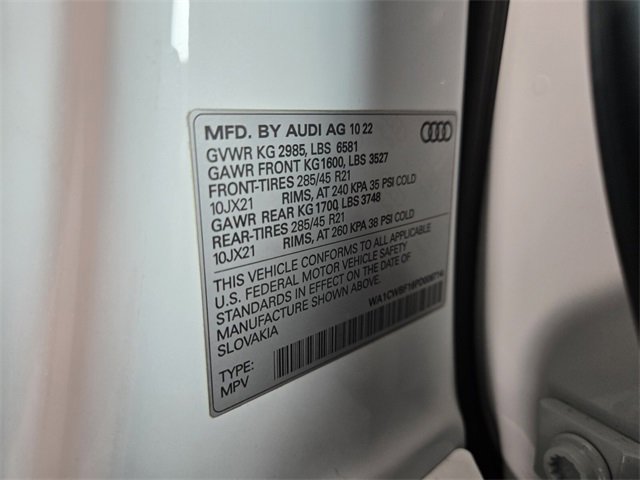 MFD. BY AUDI AG 10 22
GVWR KG 2985, LBS 6581
GAWR FRONT KG1600, LBS 3527
FRONT-TIRES 285/45 R21
10JX21 RIMS, AT 240 KPA 35 PSI COLD
GAWR REAR KG1700, LBS 3748
REAR-TIRES 285/45 R21
10JX21 RIMS, AT 260 KPA 38 PSI COLD
THIS VEHICLE CONFORMS TO ALL APPLICABLE
U.S. FEDERAL MOTOR VEHICLE SAFETY
STANDARDS IN EFFECT ON THE DATE OF
MANUFACTURE SHOWN ABOVE.
SLOVAKIA
TYPE:
MPV